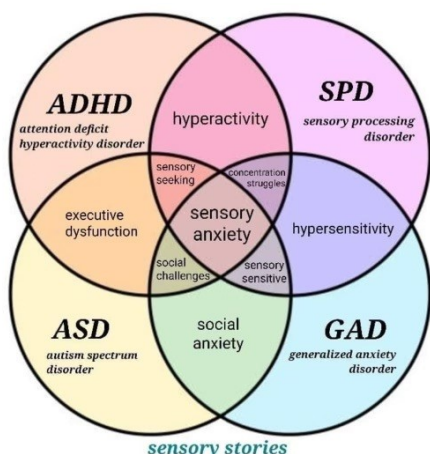 ADHD
attention deficit
hyperactivity disorder
hyperactivity
SPD
sensory processing
disorder
sensory
seeking
concentration
struggles
executive
dysfunction
sensory
anxiety
hypersensitivity
social
challenges
sensory
sensitive
ASD
autism spectrum
disorder
social
anxiety
GAD
generalized anxiety
disorder
sensory stories